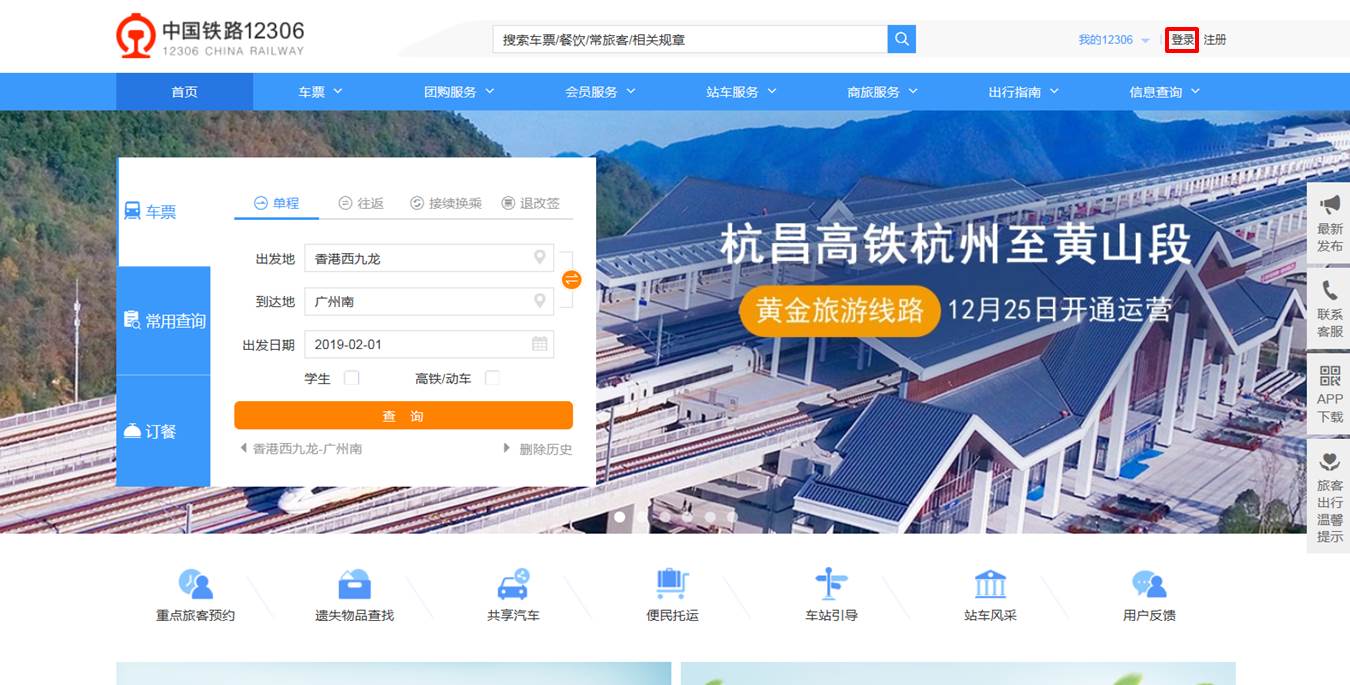 中国铁路12306
12306 CHINA RAILWAY
搜索车票/餐饮/常旅客/相关规章
我的12306 登录 注册
首页 车票 团购服务 会员服务 站车服务 商旅服务 出行指南 信息查询
车票
常用查询
订餐
单程 往返 接续换乘 退改签
出发地 香港西九龙
到达地 广州南
出发日期 2019-02-01
学生 高铁/动车
查 询
香港西九龙-广州南 删除历史
杭昌高铁杭州至黄山段
黄金旅游线路 12月25日开通运营
最新
发布
联系
客服
APP
下载
旅客
出行
温馨
提示
重点旅客预约 遗失物品查找 共享汽车 便民托运 车站引导 站车风采 用户反馈